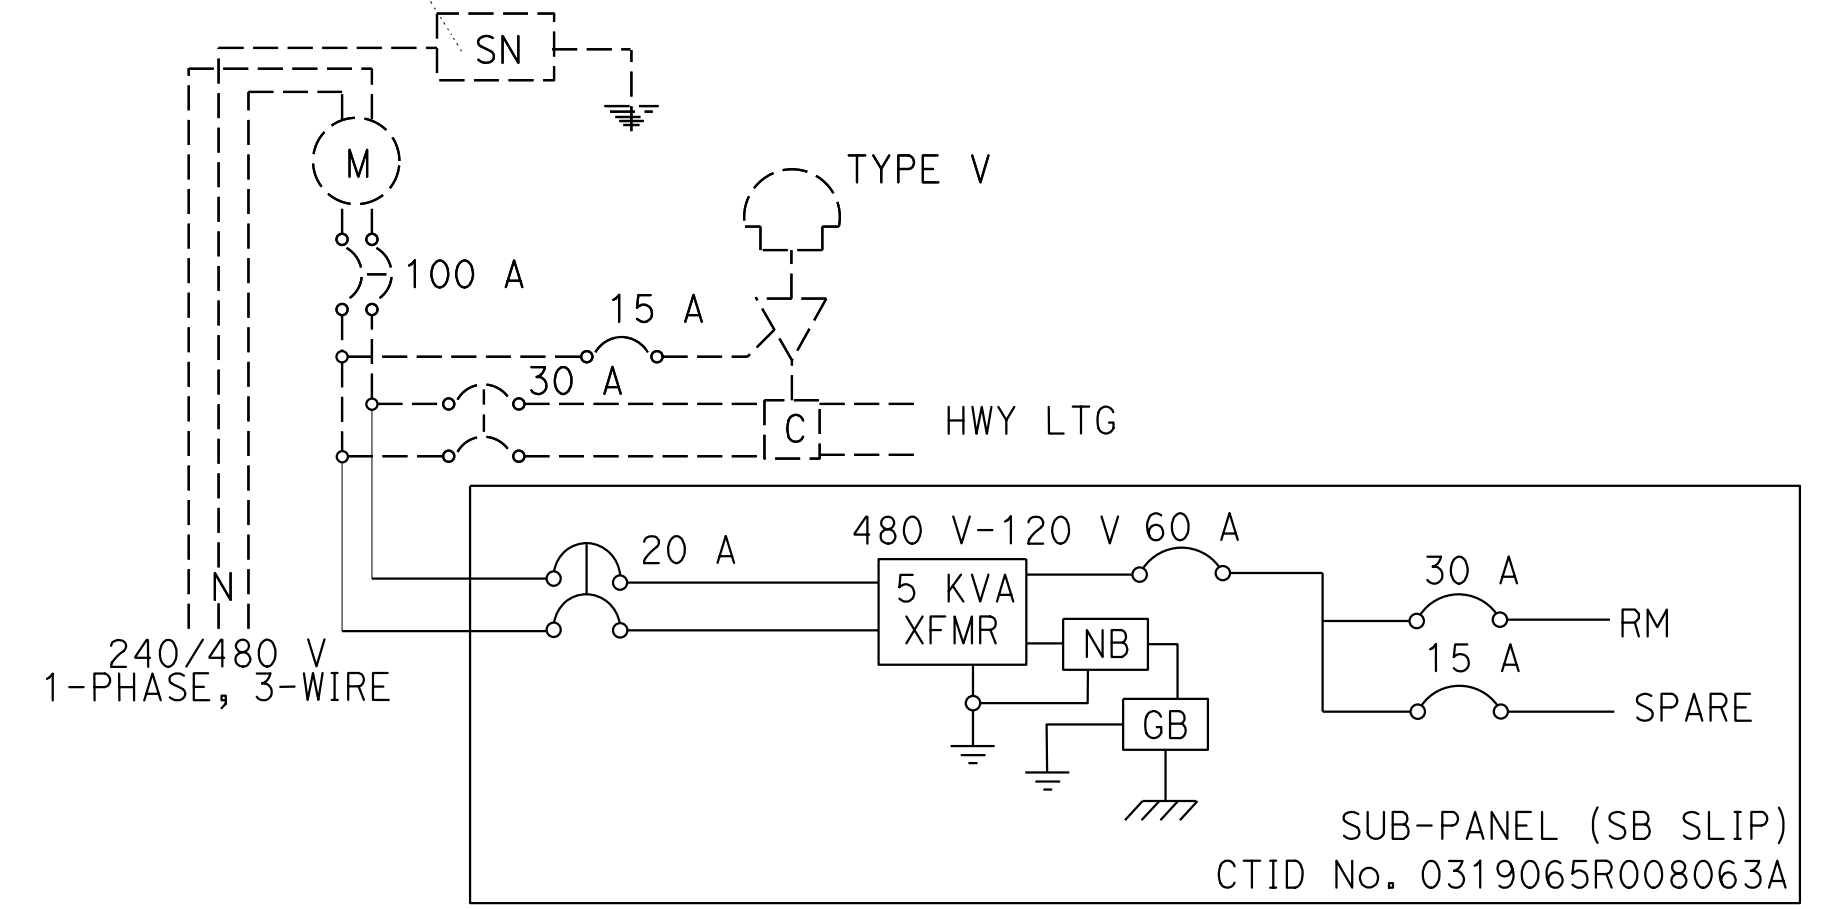 SN
M
TYPE V
100 A
15 A
30 A
C
HWY LTG
N
240/480 V
1-PHASE, 3-WIRE
20 A
480 V-120 V
60 A
5 KVA
XFMR
NB
GB
30 A
RM
15 A
SPARE
SUB-PANEL (SB SLIP)
CTID No. 0319065R008063A